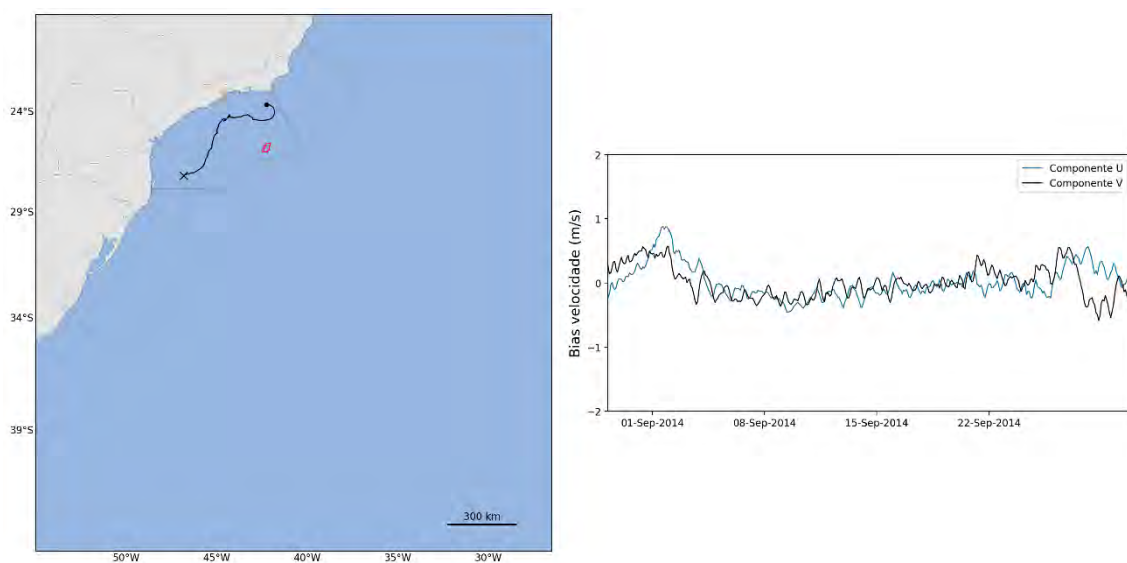 24°S
29°S
34°S
39°S
300 km
50°W
45°W
40°W
35°W
30°W
Bias velocidade (m/s)
2
1
0
−1
−2
Componente U
Componente V
01-Sep-2014
08-Sep-2014
15-Sep-2014
22-Sep-2014